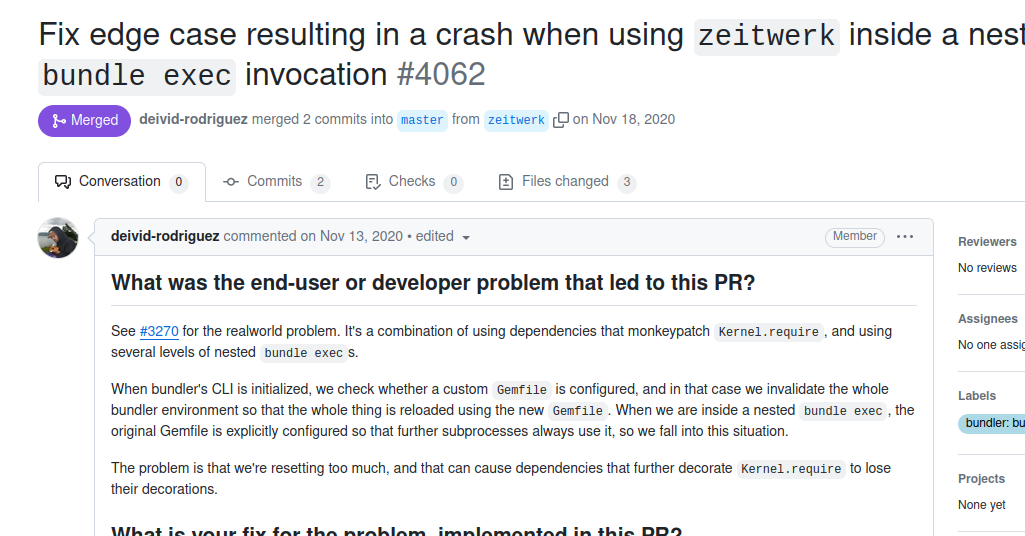 Fix edge case resulting in a crash when using zeitwerk inside a nest
bundle exec invocation #4062
Merged deivid-rodriguez merged 2 commits into master from zeitwerk on Nov 18, 2020
Conversation 0 Commits 2 Checks 0 Files changed 3
deivid-rodriguez commented on Nov 13, 2020 • edited Member ...
Reviewers
What was the end-user or developer problem that led to this PR?
No reviews
See #3270 for the realworld problem. It's a combination of using dependencies that monkeypatch Kernel.require, and using
several levels of nested bundle exec s.
Assignees
No one assig
When bundler's CLI is initialized, we check whether a custom Gemfile is configured, and in that case we invalidate the whole
bundler environment so that the whole thing is reloaded using the new Gemfile. When we are inside a nested bundle exec, the
original Gemfile is explicitly configured so that further subprocesses always use it, so we fall into this situation.
Labels
bundler: bu
The problem is that we're resetting too much, and that can cause dependencies that further decorate Kernel.require to lose
their decorations.
Projects
None yet
What is your fix for the problem, implemented in this PR?